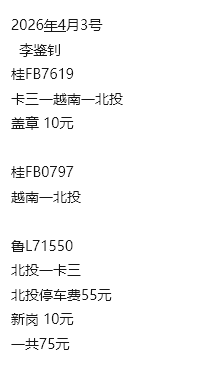 2026年4月3号
李鉴钊
桂FB7619
卡三一越南一北投
盖章 10元
桂FB0797
越南一北投
鲁L71550
北投一卡三
北投停车费55元
新岗 10元
一共75元